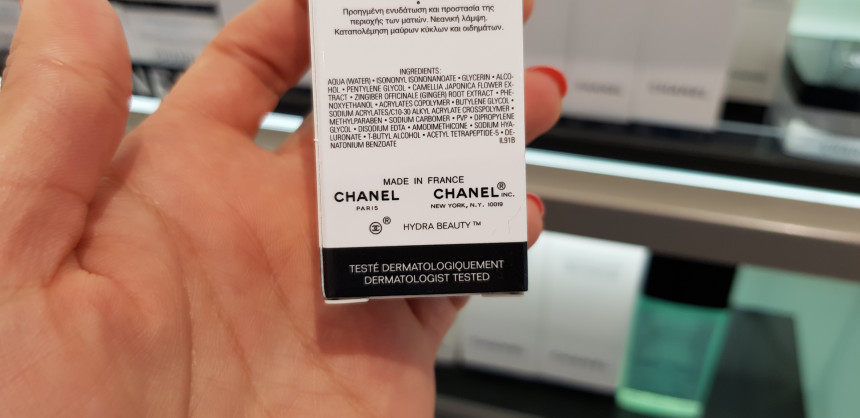 Προηγμένη ενυδάτωση και προστασία της
περιοχής των ματιών. Νεανική λάμψη.
Καταπολέμηση μαύρων κύκλων και οιδημάτων.
INGREDIENTS:
AQUA (WATER) • ISONONYL ISONONANOATE • GLYCERIN • ALCO-
HOL • PENTYLENE GLYCOL • CAMELLIA JAPONICA FLOWER EX-
TRACT • ZINGIBER OFFICINALE (GINGER) ROOT EXTRACT • PHE-
NOXYETHANOL • ACRYLATES COPOLYMER • BUTYLENE GLYCOL •
SODIUM ACRYLATES/C10-30 ALKYL ACRYLATE CROSSPOLYMER •
METHYLPARABEN • SODIUM CARBOMER • PVP • DIPROPYLENE
GLYCOL • DISODIUM EDTA • AMODIMETHICONE • SODIUM HYA-
LURONATE • T-BUTYL ALCOHOL • ACETYL TETRAPEPTIDE-5 • DE-
NATONIUM BENZOATE IL91B
MADE IN FRANCE
CHANEL CHANEL® INC.
PARIS NEW YORK, N.Y. 10019
® HYDRA BEAUTY™
TESTÉ DERMATOLOGIQUEMENT
DERMATOLOGIST TESTED
CHANEL
CHANEL